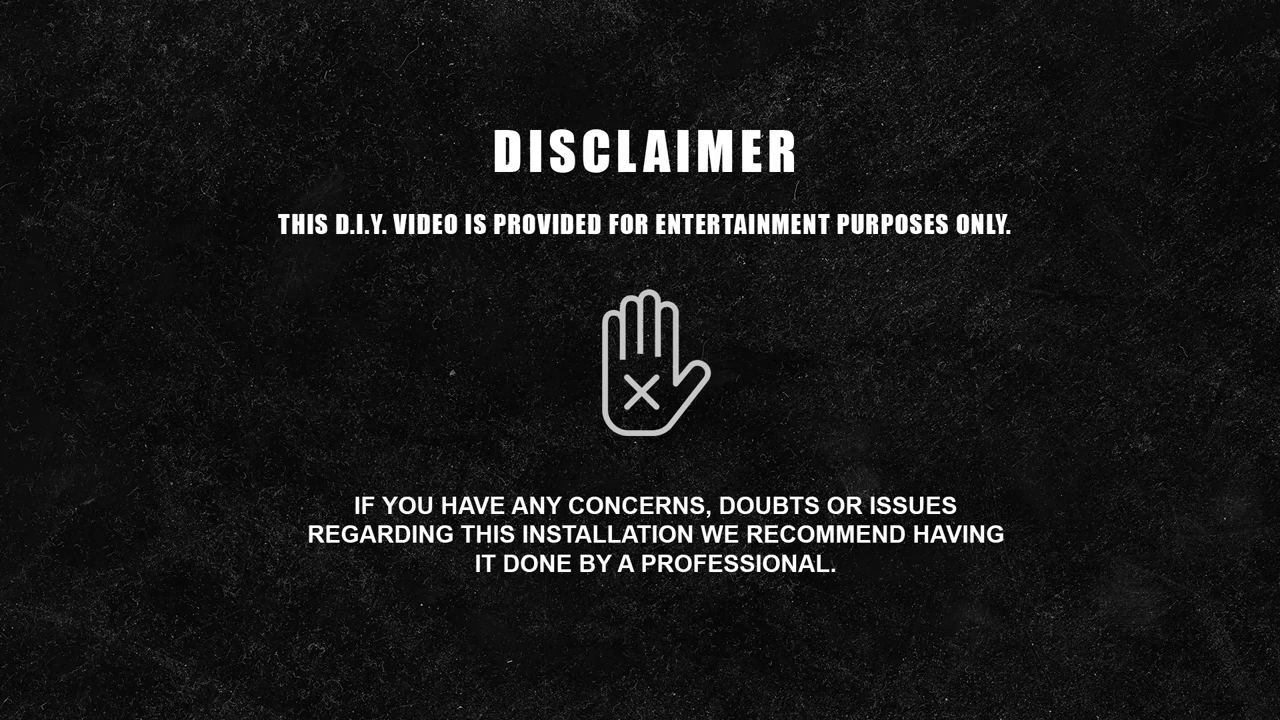 DISCLAIMER
THIS D.I.Y. VIDEO IS PROVIDED FOR ENTERTAINMENT PURPOSES ONLY.
IF YOU HAVE ANY CONCERNS, DOUBTS OR ISSUES
REGARDING THIS INSTALLATION WE RECOMMEND HAVING
IT DONE BY A PROFESSIONAL.